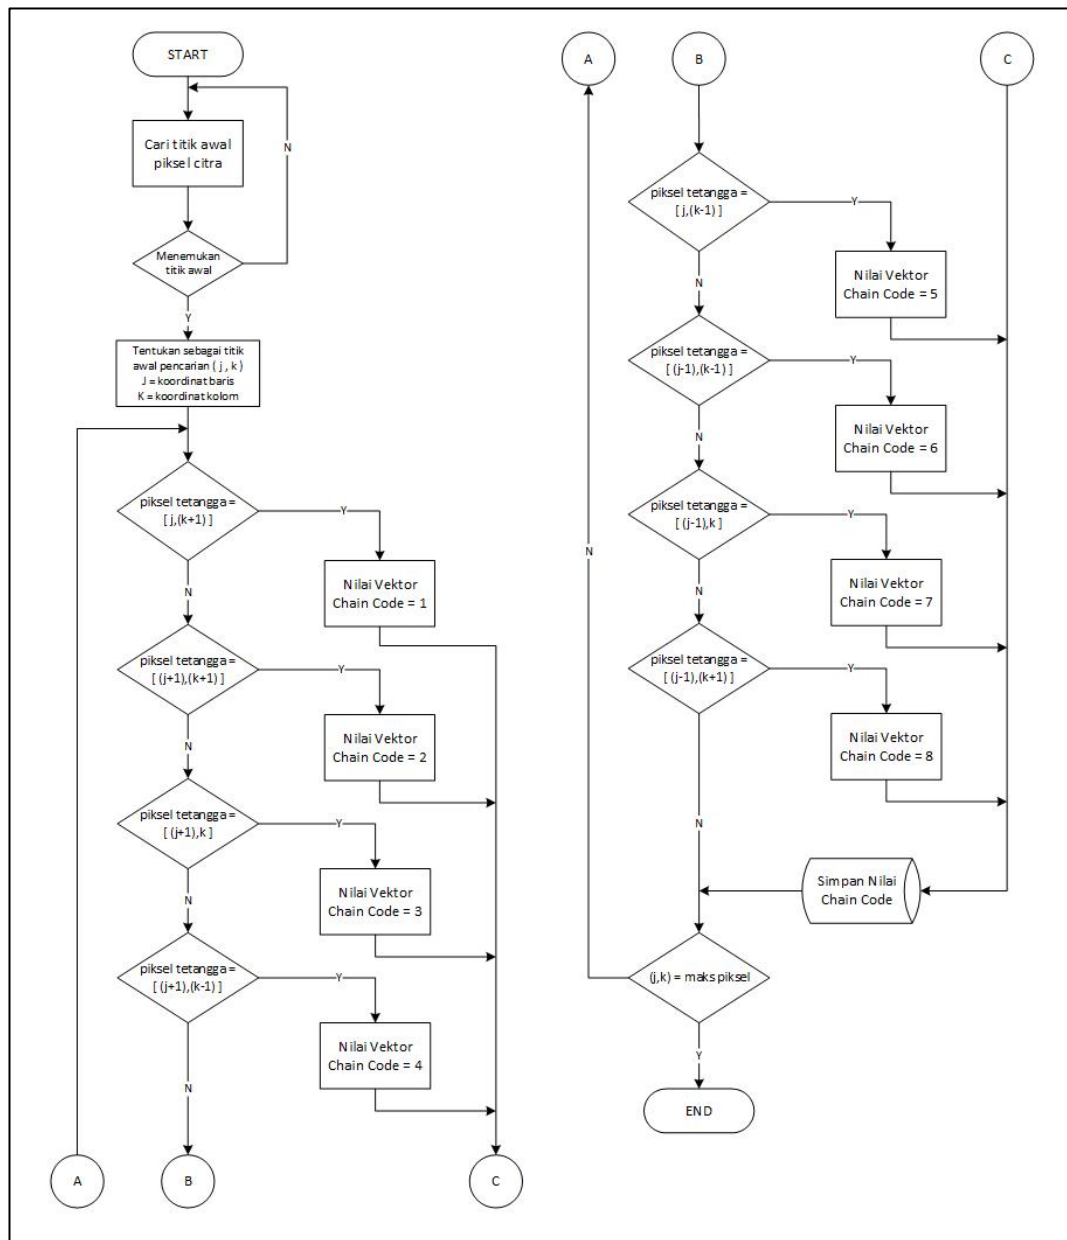 START
Cari titik awal
piksel citra
N
Menemukan
titik awal
Y
Tentukan sebagai titik
awal pencarian ( j , k )
J = koordinat baris
K = koordinat kolom
piksel tetangga =
[ j,(k+1) ]
Y
Nilai Vektor
Chain Code = 1
N
piksel tetangga =
[ (j+1),(k+1) ]
Y
Nilai Vektor
Chain Code = 2
N
piksel tetangga =
[ (j+1),k ]
Y
Nilai Vektor
Chain Code = 3
N
piksel tetangga =
[ (j+1),(k-1) ]
Y
Nilai Vektor
Chain Code = 4
N
A
B
C
A
B
C
piksel tetangga =
[ j,(k-1) ]
Y
Nilai Vektor
Chain Code = 5
N
piksel tetangga =
[ (j-1),(k-1) ]
Y
Nilai Vektor
Chain Code = 6
N
piksel tetangga =
[ (j-1),k ]
Y
Nilai Vektor
Chain Code = 7
N
N
piksel tetangga =
[ (j-1),(k+1) ]
Y
Nilai Vektor
Chain Code = 8
N
Simpan Nilai
Chain Code
(j,k) = maks piksel
Y
END